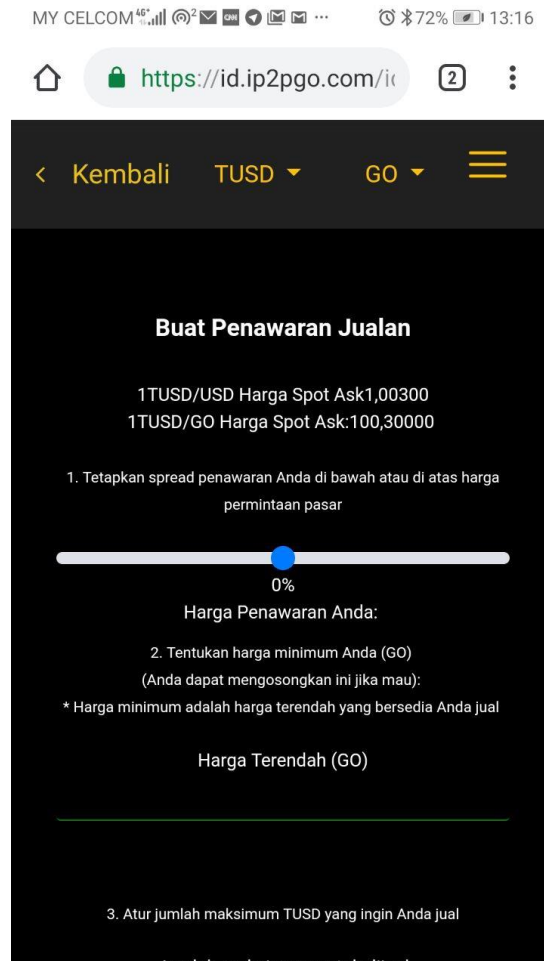 MY CELCOM 72% 13:16
https://id.ip2pgo.com/i 2
Kembali TUSD GO
Buat Penawaran Jualan
1TUSD/USD Harga Spot Ask1,00300
1TUSD/GO Harga Spot Ask:100,30000
1. Tetapkan spread penawaran Anda di bawah atau di atas harga
permintaan pasar
0%
Harga Penawaran Anda:
2. Tentukan harga minimum Anda (GO)
(Anda dapat mengosongkan ini jika mau):
* Harga minimum adalah harga terendah yang bersedia Anda jual
Harga Terendah (GO)
3. Atur jumlah maksimum TUSD yang ingin Anda jual